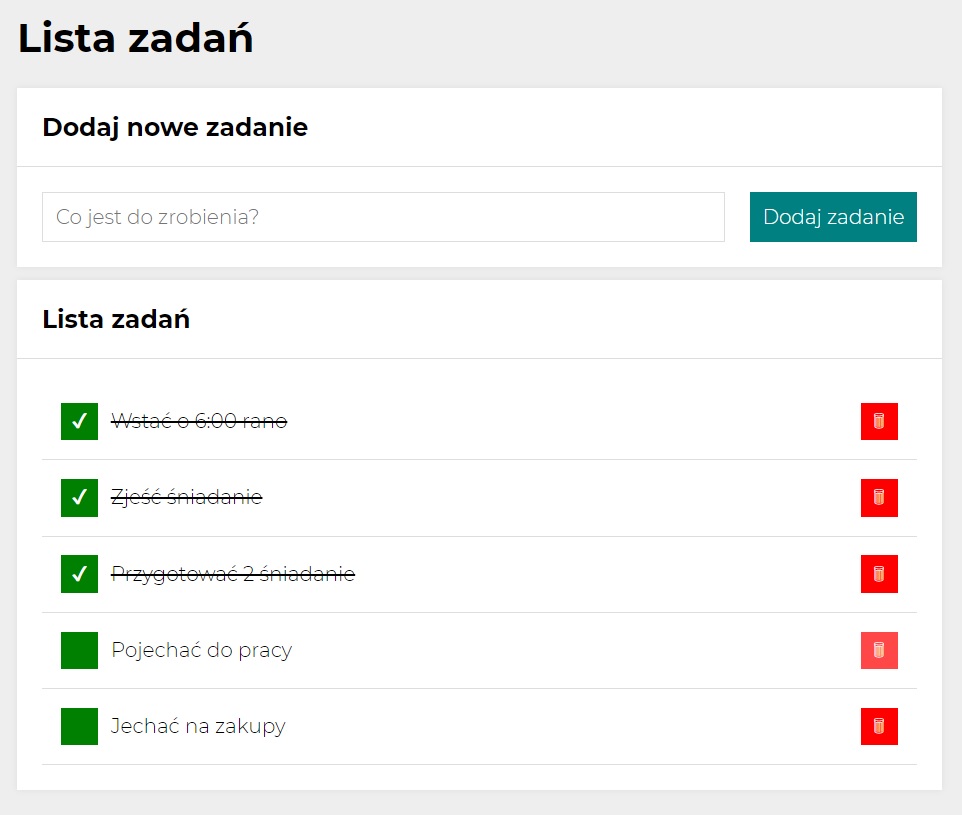 Lista zadań
Dodaj nowe zadanie
Co jest do zrobienia?
Dodaj zadanie
Lista zadań
Wstać o 6:00 rano
Zjeść śniadanie
Przygotować 2 śniadanie
Pojechać do pracy
Jechać na zakupy